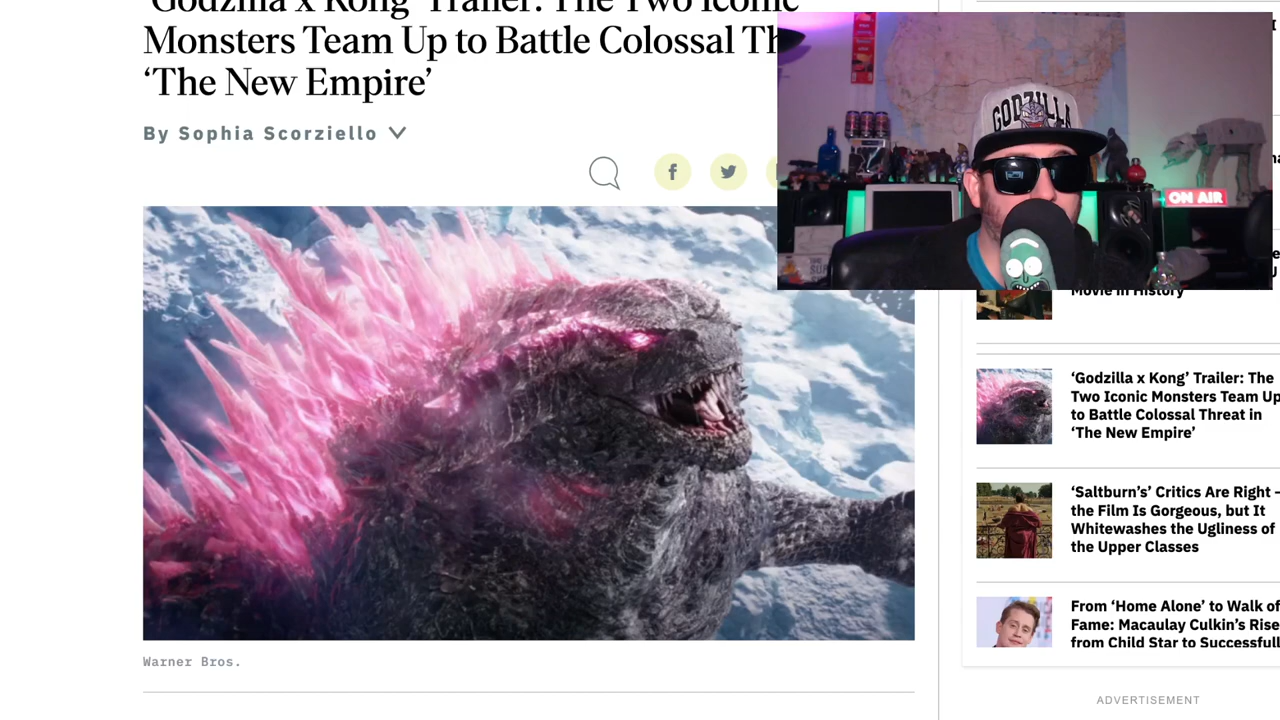 'Godzilla x Kong' Trailer: The Two Iconic
Monsters Team Up to Battle Colossal Th
‘The New Empire’
By Sophia Scorziello
GODZILLA
ON AIR
Movie in History
‘Godzilla x Kong’ Trailer: The
Two Iconic Monsters Team Up
to Battle Colossal Threat in
‘The New Empire’
‘Saltburn’s’ Critics Are Right –
the Film Is Gorgeous, but It
Whitewashes the Ugliness of
the Upper Classes
From ‘Home Alone’ to Walk of
Fame: Macaulay Culkin’s Rise
from Child Star to Successful
Warner Bros.
ADVERTISEMENT